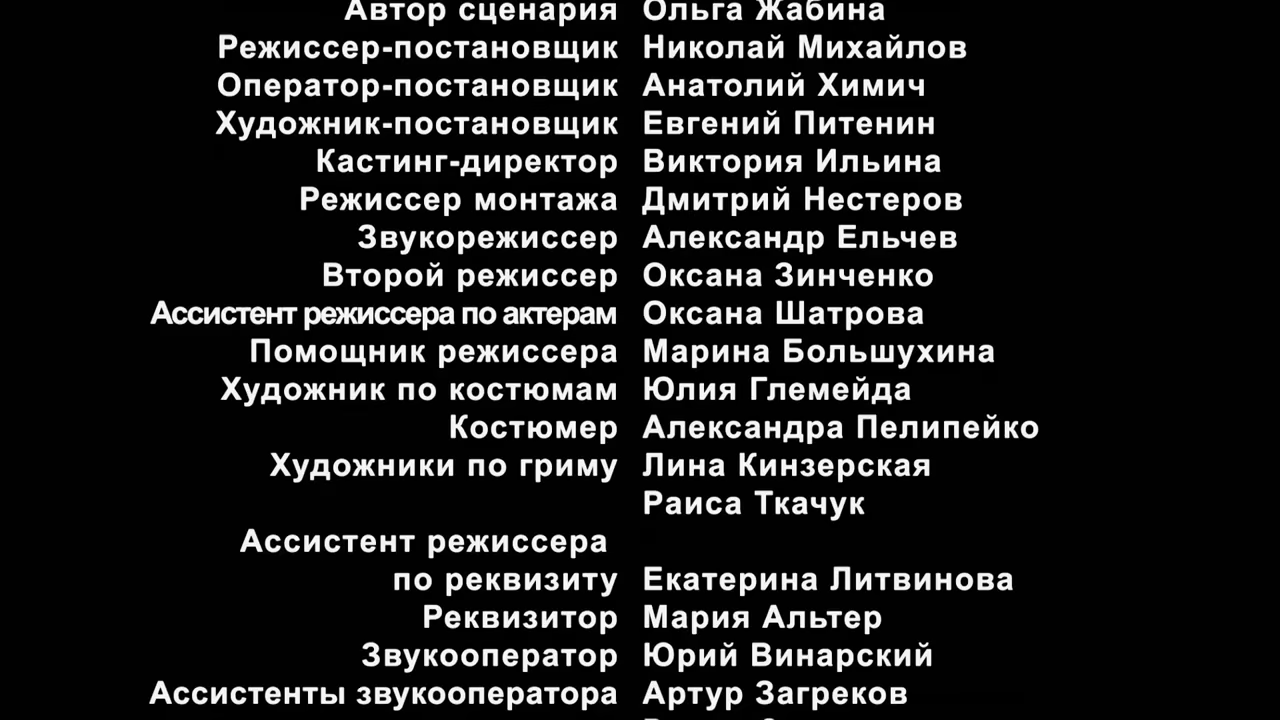 Автор сценария Ольга Жабина
Режиссер-постановщик Николай Михайлов
Оператор-постановщик Анатолий Химич
Художник-постановщик Евгений Питенин
Кастинг-директор Виктория Ильина
Режиссер монтажа Дмитрий Нестеров
Звукорежиссер Александр Ельчев
Второй режиссер Оксана Зинченко
Ассистент режиссера по актерам Оксана Шатрова
Помощник режиссера Марина Большухина
Художник по костюмам Юлия Глемейда
Костюмер Александра Пелипейко
Художники по гриму Лина Кинзерская
Раиса Ткачук
Ассистент режиссера
по реквизиту Екатерина Литвинова
Реквизитор Мария Альтер
Звукооператор Юрий Винарский
Ассистенты звукооператора Артур Загреков